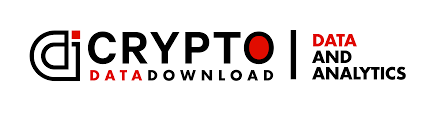 CRYPTO
DATADOWNLOAD
DATA
AND
ANALYTICS